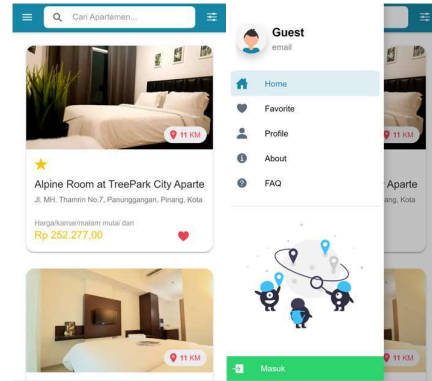 Cari Apartemen...
11 KM
Alpine Room at TreePark City Aparte
Jl. MH. Thamrin No.7, Panunggangan, Pinang, Kota
Harga/kamar/malam mulai dari
Rp 252.277,00
11 KM
Guest
email
Home
Favorite
Profile
About
FAQ
Masuk
11 KM
Aparte
ang, Kota
11 KM